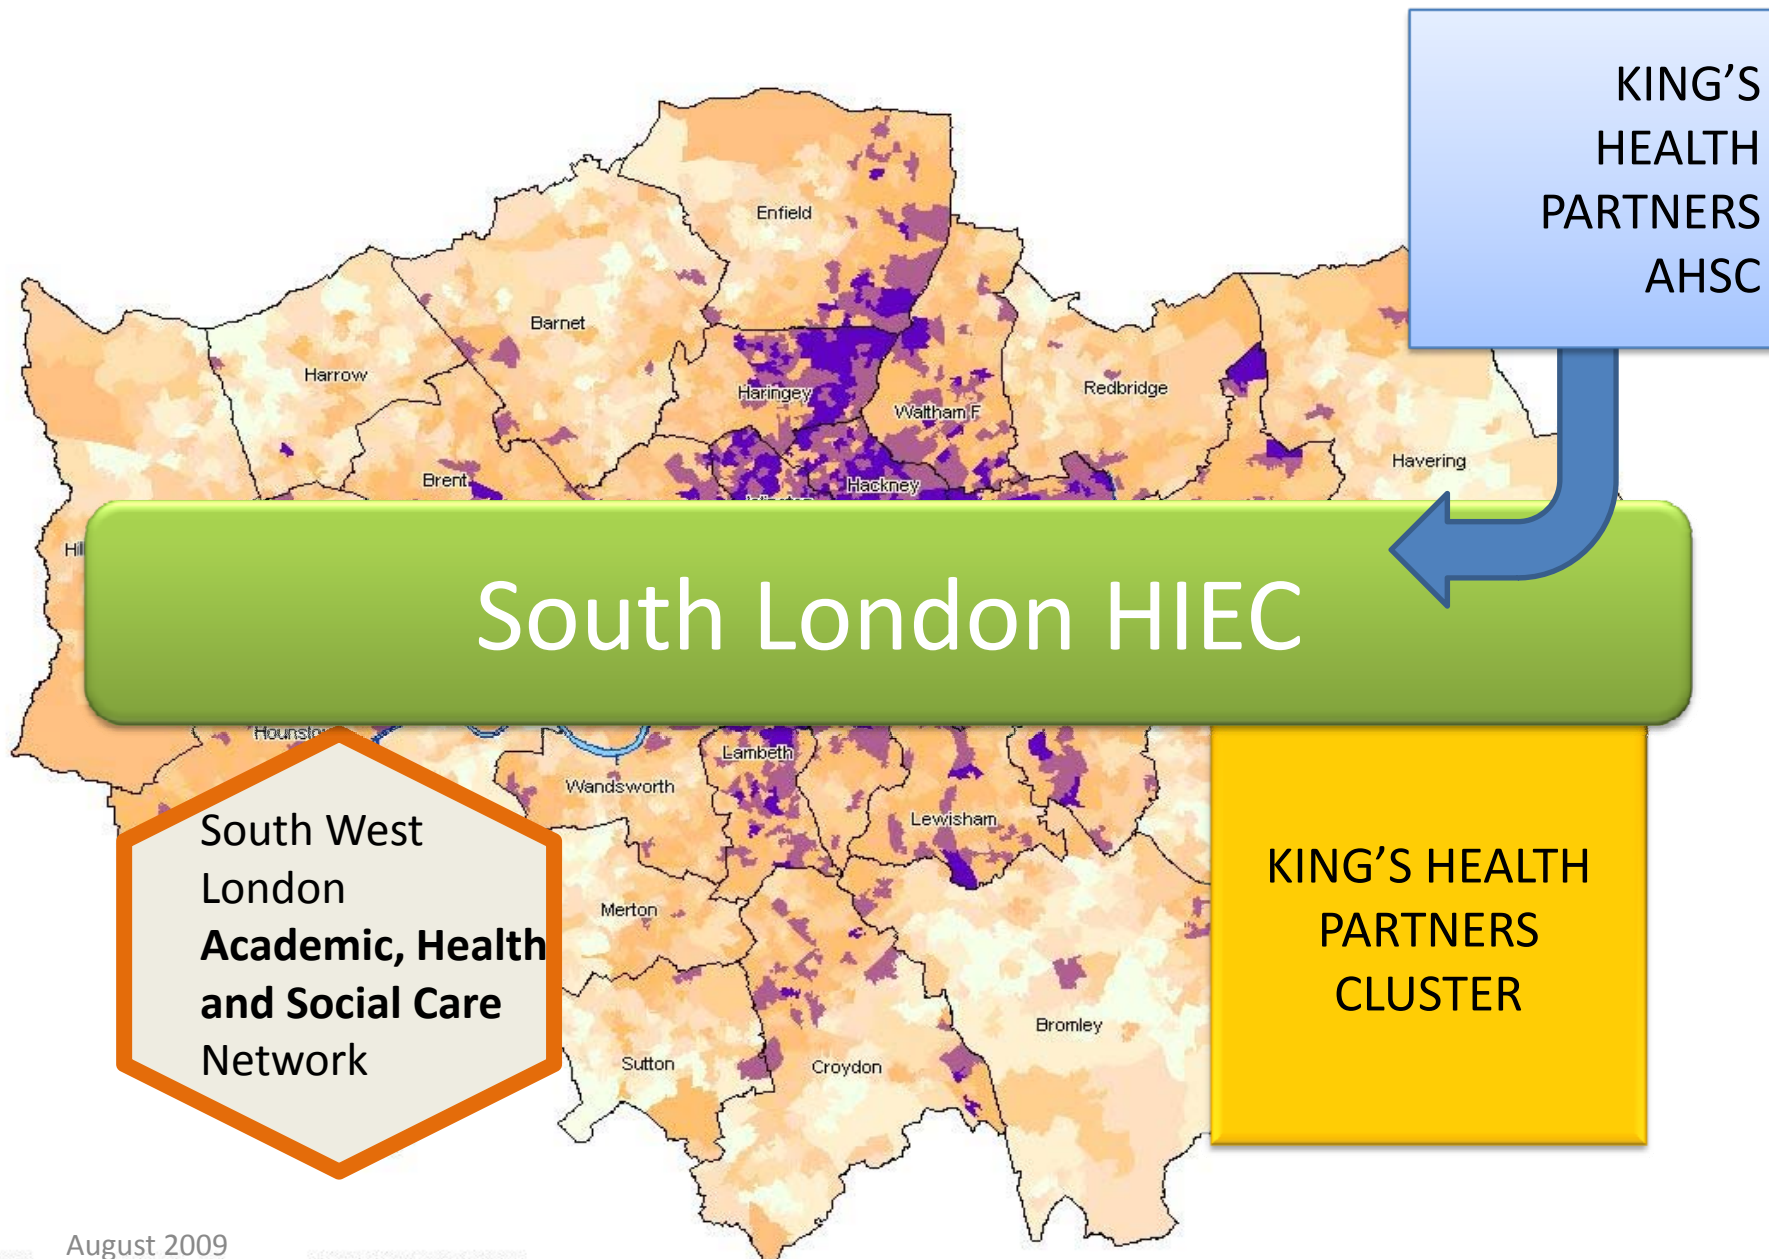 KING’S
HEALTH
PARTNERS
AHSC
Enfield
Barnet
Harrow
Haringey
Waltham F
Redbridge
Havering
Brent
Hackney
South London HIEC
Lambeth
Wandsworth
Lewisham
Merton
Sutton
Croydon
Bromley
South West
London
Academic, Health
and Social Care
Network
KING’S HEALTH
PARTNERS
CLUSTER
August 2009